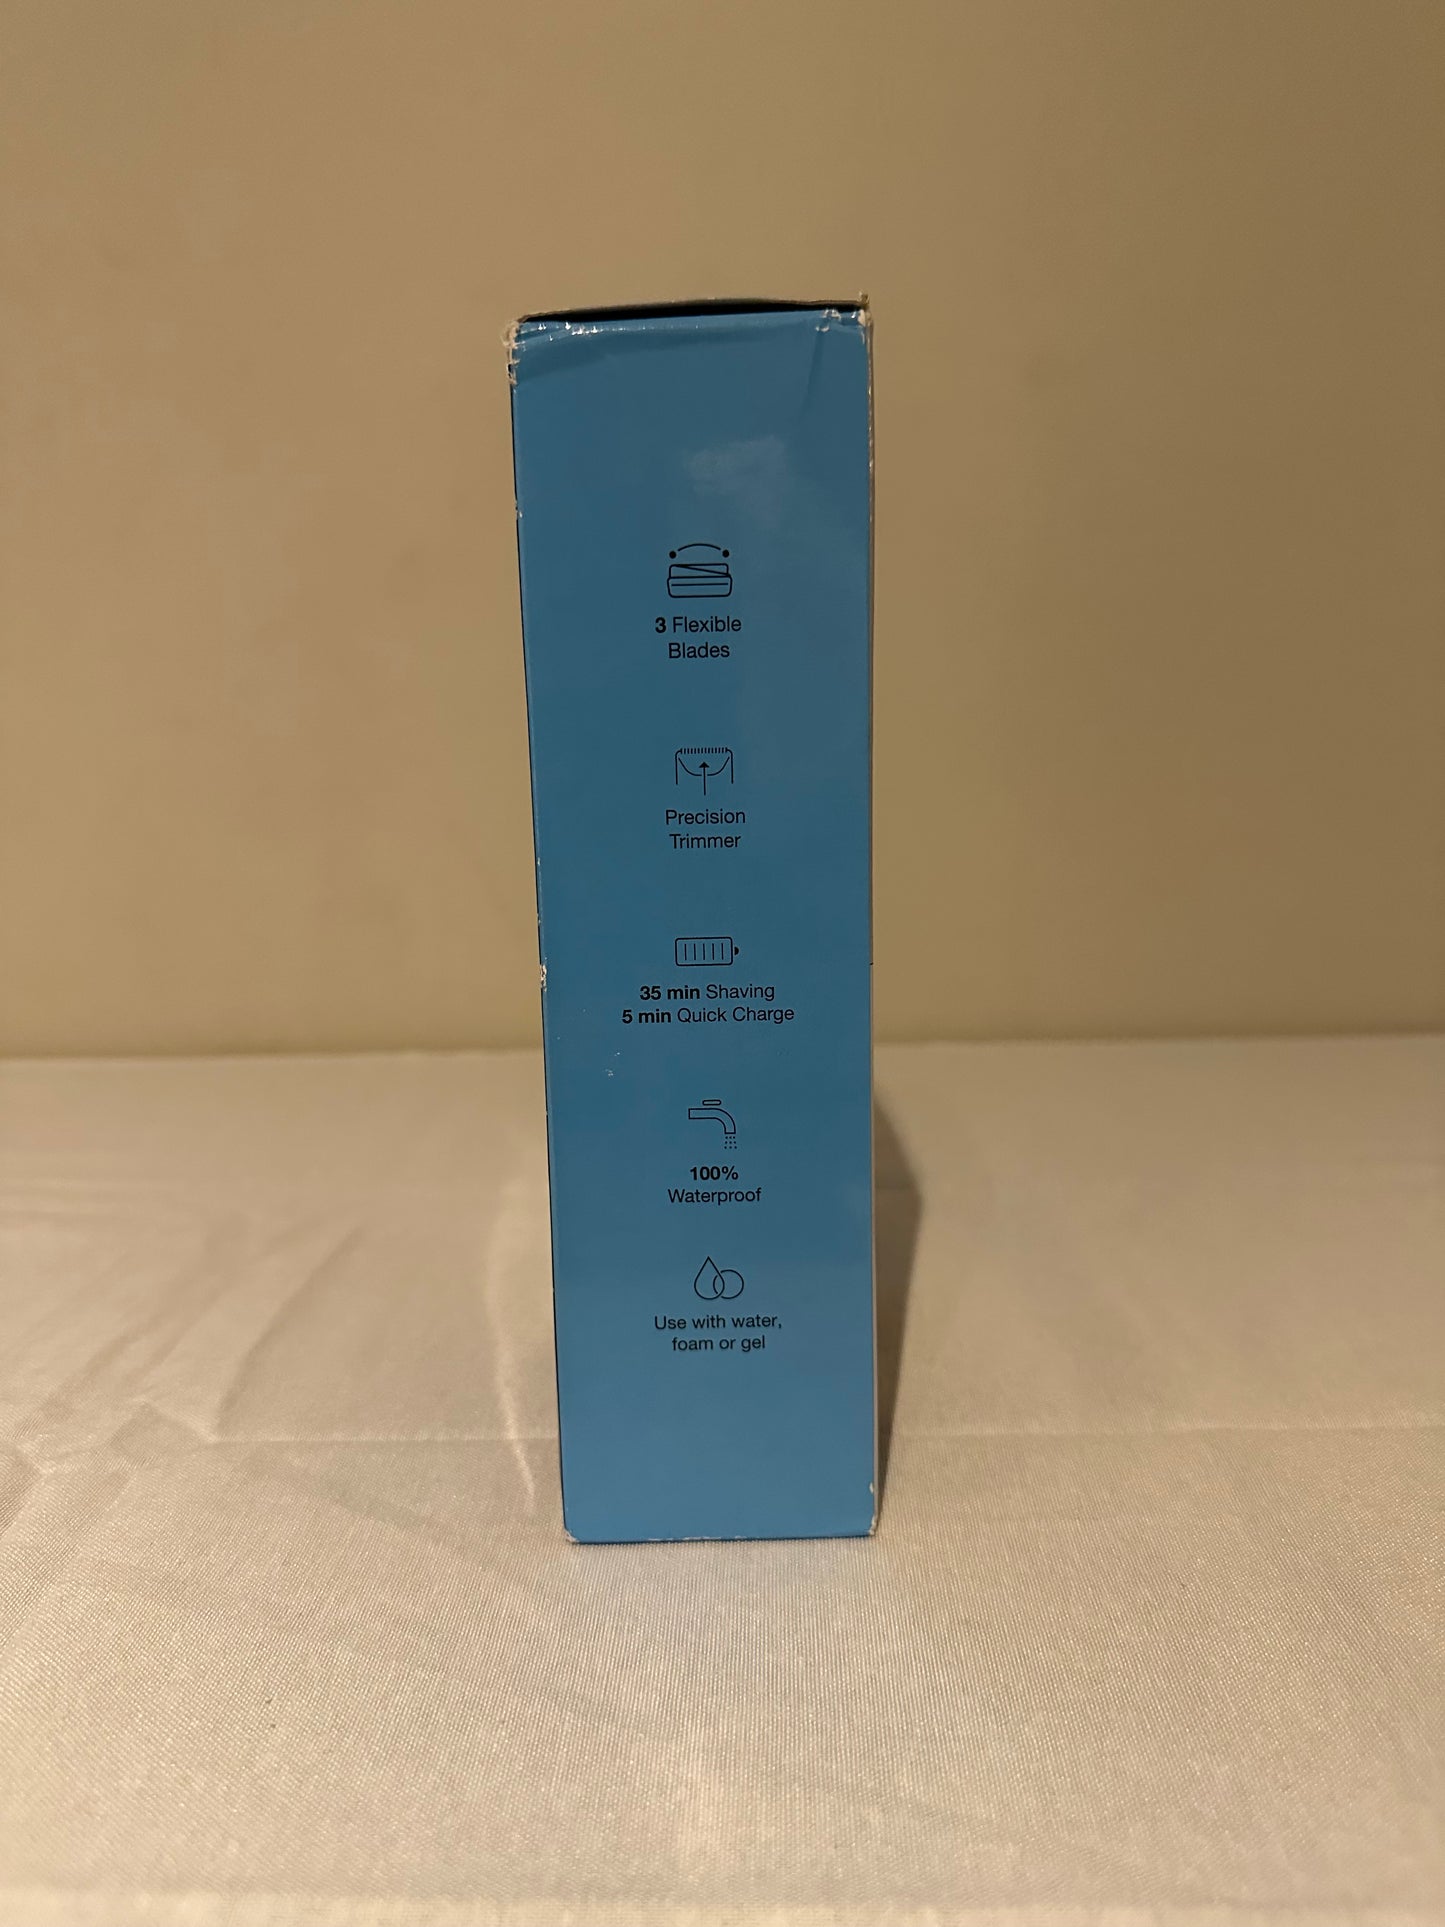 3 Flexible
Blades
Precision
Trimmer
35 min Shaving
5 min Quick Charge
100%
Waterproof
Use with water,
foam or gel